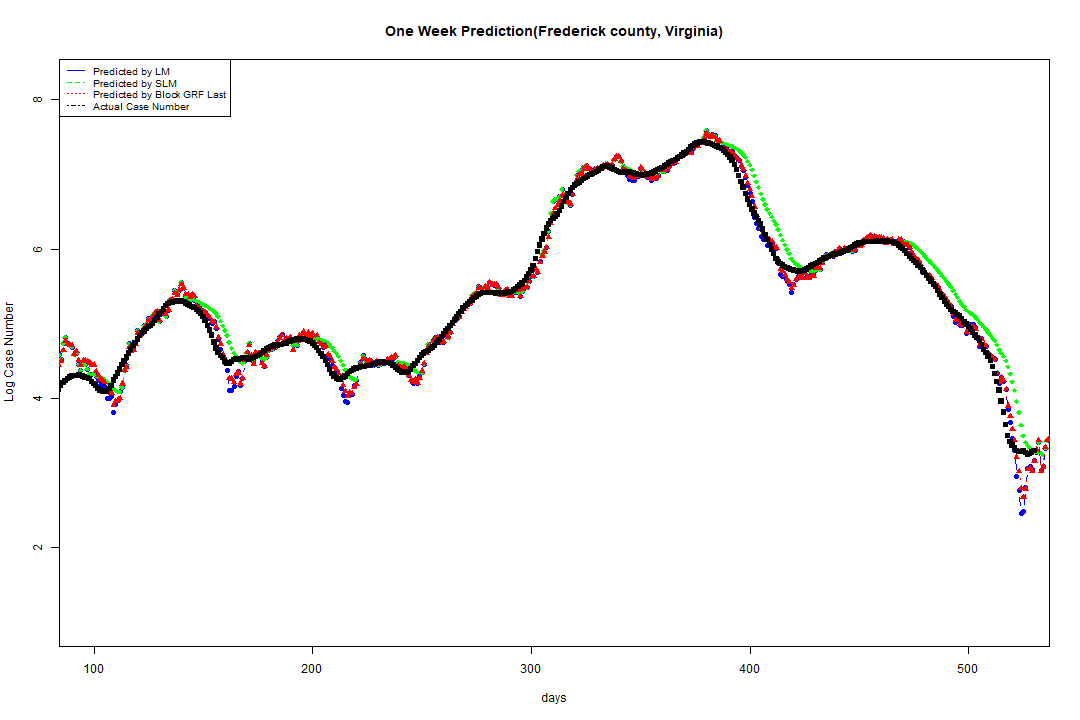 One Week Prediction(Frederick county, Virginia)
Predicted by LM
Predicted by SLM
Predicted by Block GRF Last
Actual Case Number
8
6
4
2
Log Case Number
100 200 300 400 500
days